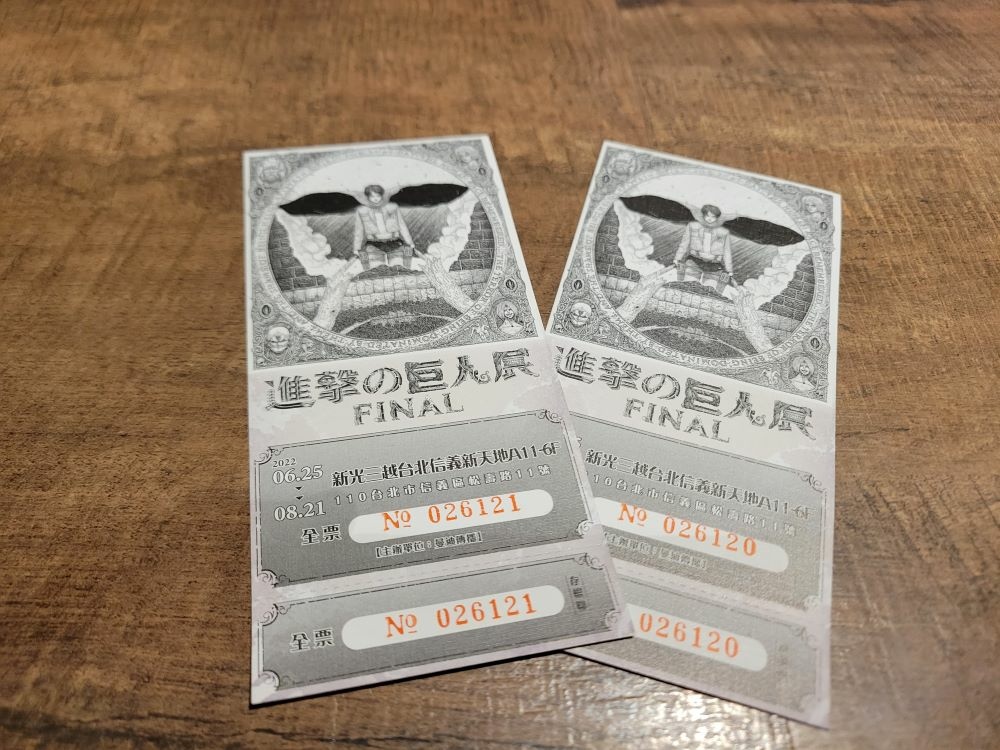 進撃の巨人展
FINAL
2022
06.25
08.21
新光三越台北信義新天地A11-6F
110台北市信義區松壽路11號
全票
№ 026121
【主辦單位:曼迪傳播】
全票
№ 026121
進撃の巨人展
FINAL
新光三越台北信義新天地A11-6F
10台北市信義區松壽路11號
№ 026120
026120